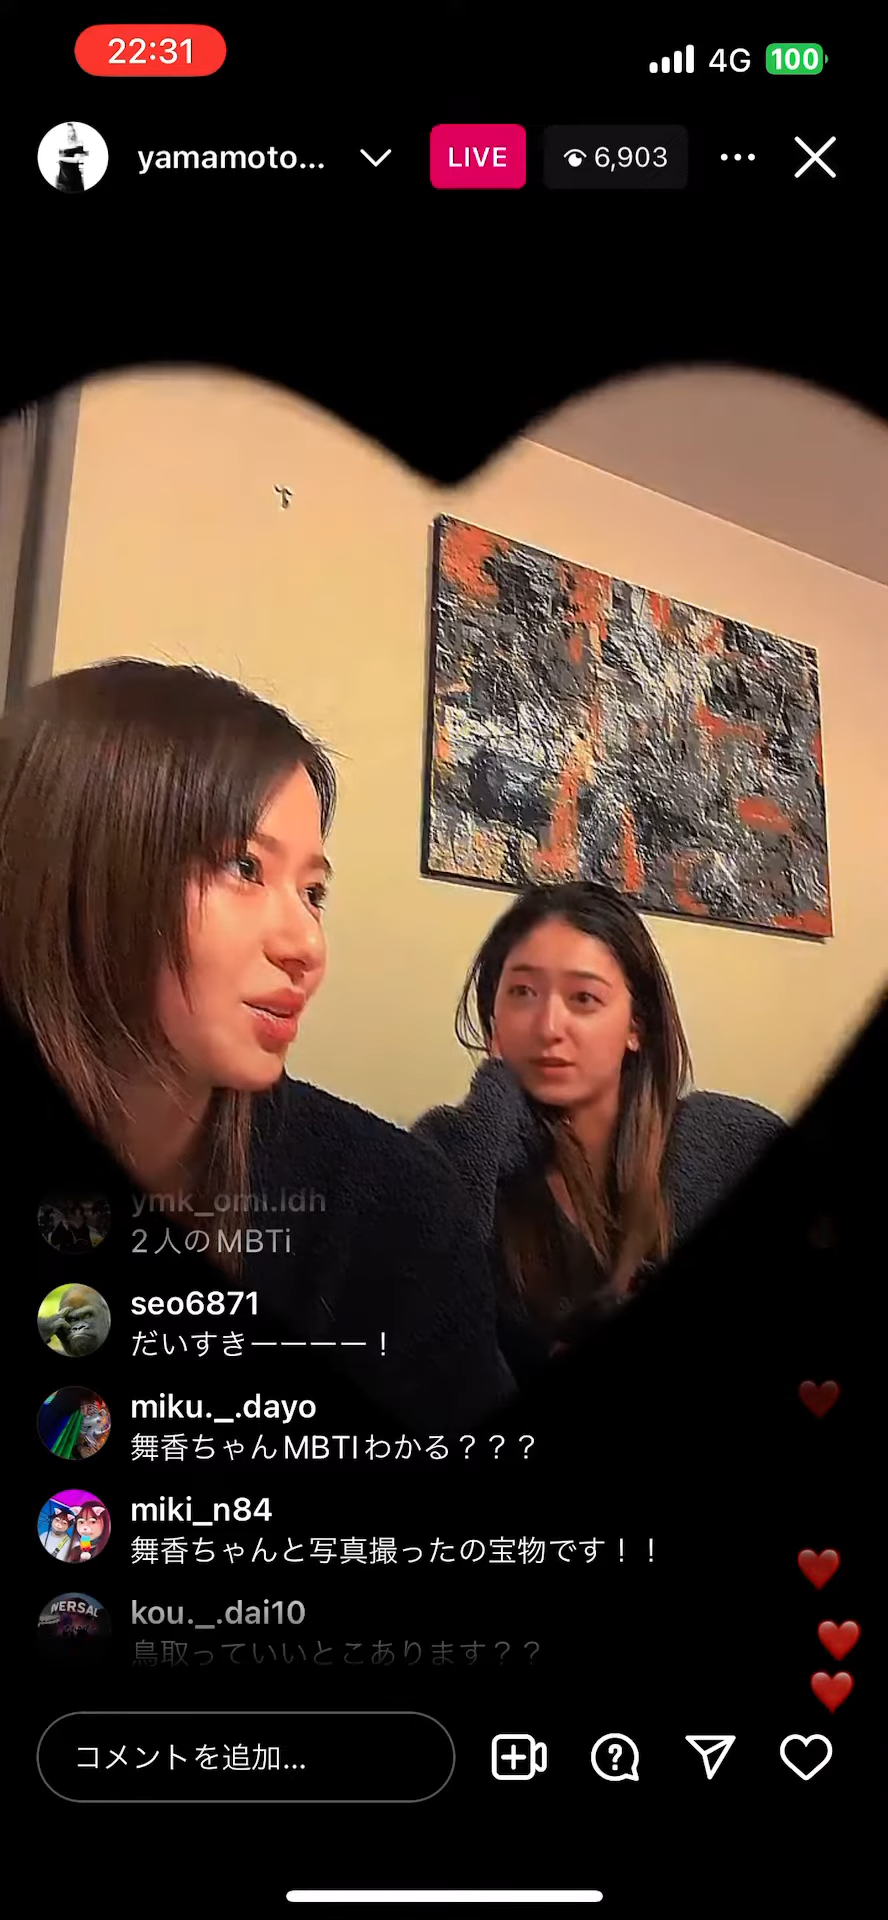 22:31
4G
100
yamamoto...
LIVE
6,903
ymk_omi.ldh
2人のMBTi
seo6871
だいすきーーーー！
miku._.dayo
舞香ちゃんMBTIわかる？？？
miki_n84
舞香ちゃんと写真撮ったの宝物です！！
kou._.dai10
鳥取っていいとこあります？？
コメントを追加...